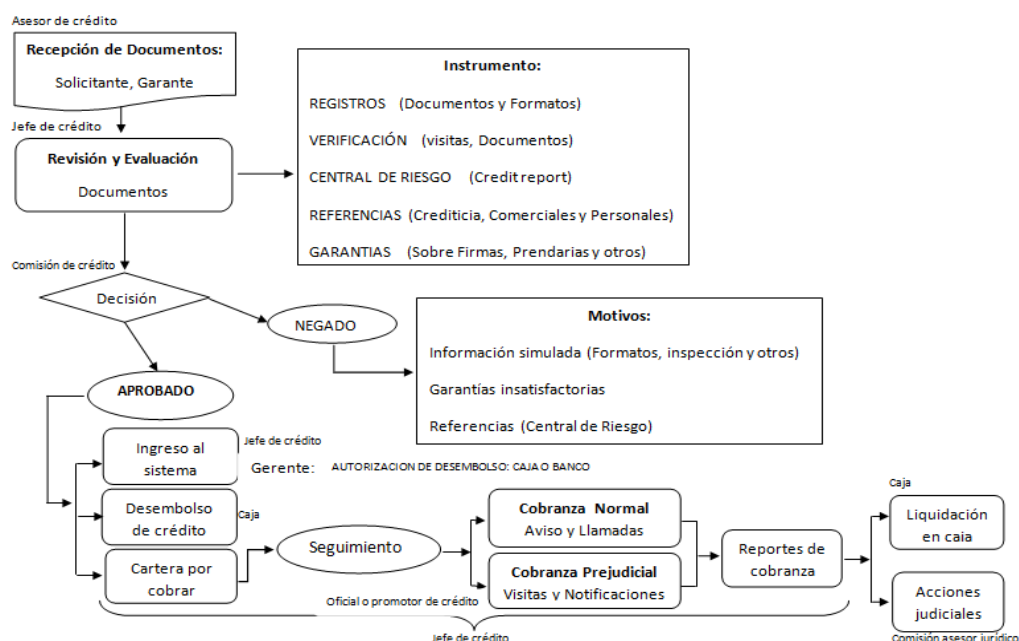 Asesor de crédito
Recepción de Documentos:
Solicitante, Garante
Jefe de crédito
Revisión y Evaluación
Documentos
Instrumento:
REGISTROS (Documentos y Formatos)
VERIFICACIÓN (visitas, Documentos)
CENTRAL DE RIESGO (Credit report)
REFERENCIAS (Crediticia, Comerciales y Personales)
GARANTIAS (Sobre Firmas, Prendarias y otros)
Comisión de crédito
Decisión
NEGADO
Motivos:
Información simulada (Formatos, inspección y otros)
Garantías insatisfactorias
Referencias (Central de Riesgo)
APROBADO
Ingreso al
sistema
Jefe de crédito
Gerente: AUTORIZACION DE DESEMBOLSO: CAJA O BANCO
Desembolso
de crédito
Caja
Cartera por
cobrar
Seguimiento
Cobranza Normal
Aviso y Llamadas
Cobranza Prejudicial
Visitas y Notificaciones
Reportes de
cobranza
Caja
Liquidación
en caia
Acciones
judiciales
Oficial o promotor de crédito
Jefe de crédito
Comisión asesor jurídico